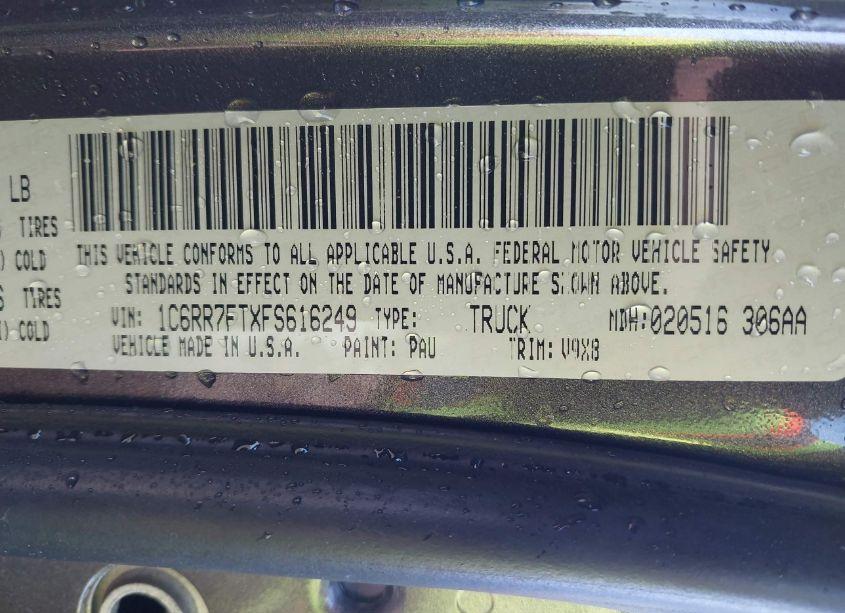 LB
TIRES
) COLD
THIS VEHICLE CONFORMS TO ALL APPLICABLE U.S.A. FEDERAL MOTOR VEHICLE SAFETY
STANDARDS IN EFFECT ON THE DATE OF MANUFACTURE SHOWN ABOVE.
TIRES
) COLD
VIN: 1C6RR7FTXFS616249 TYPE: TRUCK MDH:020516 306AA
VEHICLE MADE IN U.S.A. PAINT: PAU TRIM: V9X8